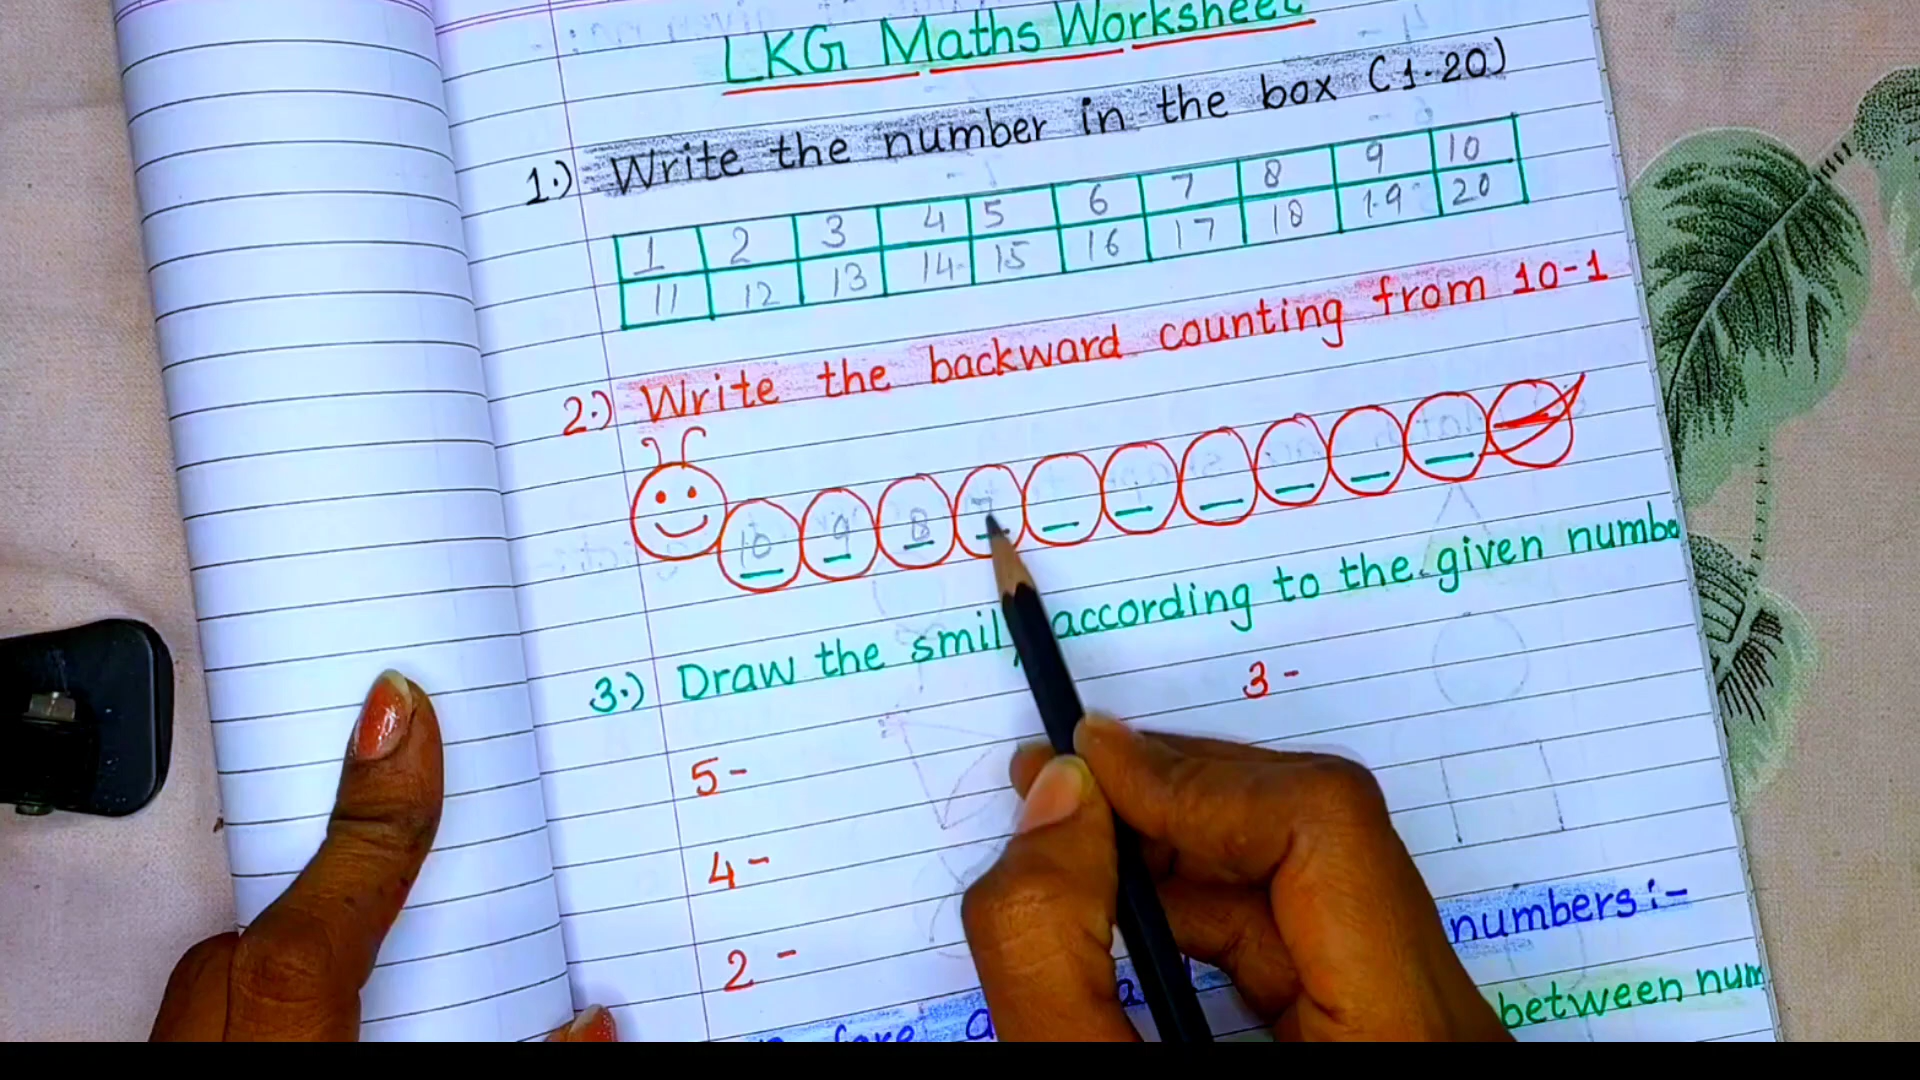 LKG Maths Worksheet
1.) Write the number in the box (1-20)
1 2 3 4 5 6 7 8 9 10
11 12 13 14 15 16 17 18 19 20
2.) Write the backward counting from 10-1
10 9 8 7
3.) Draw the smily according to the given numbe
5- 3-
4-
2-
numbers:-
between num